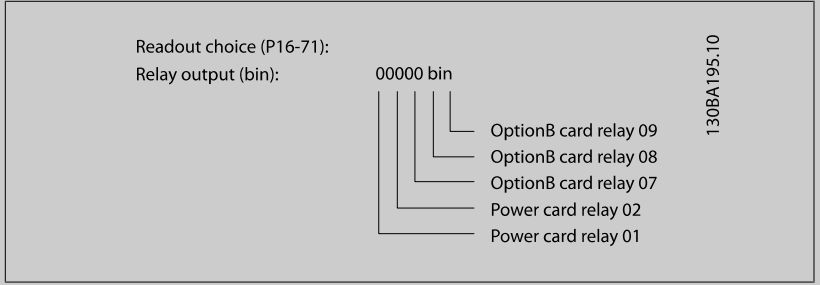 Readout choice (P16-71):
Relay output (bin): 00000 bin
OptionB card relay 09
OptionB card relay 08
OptionB card relay 07
Power card relay 02
Power card relay 01
130BA195.10